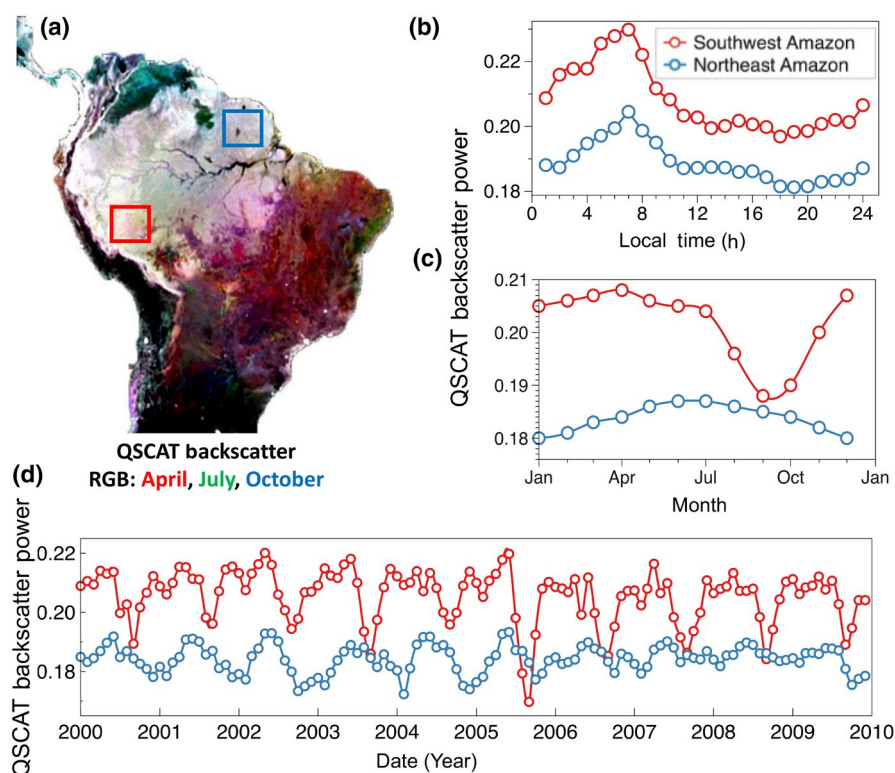 (a)
QSCAT backscatter
RGB: April, July, October
(b)
QSCAT backscatter power
0.22
0.20
0.18
Southwest Amazon
Northeast Amazon
0 4 8 12 16 20 24
Local time (h)
(c)
0.21
0.20
0.19
0.18
Jan Apr Jul Oct Jan
Month
(d)
QSCAT backscatter power
0.22
0.20
0.18
2000 2001 2002 2003 2004 2005 2006 2007 2008 2009 2010
Date (Year)